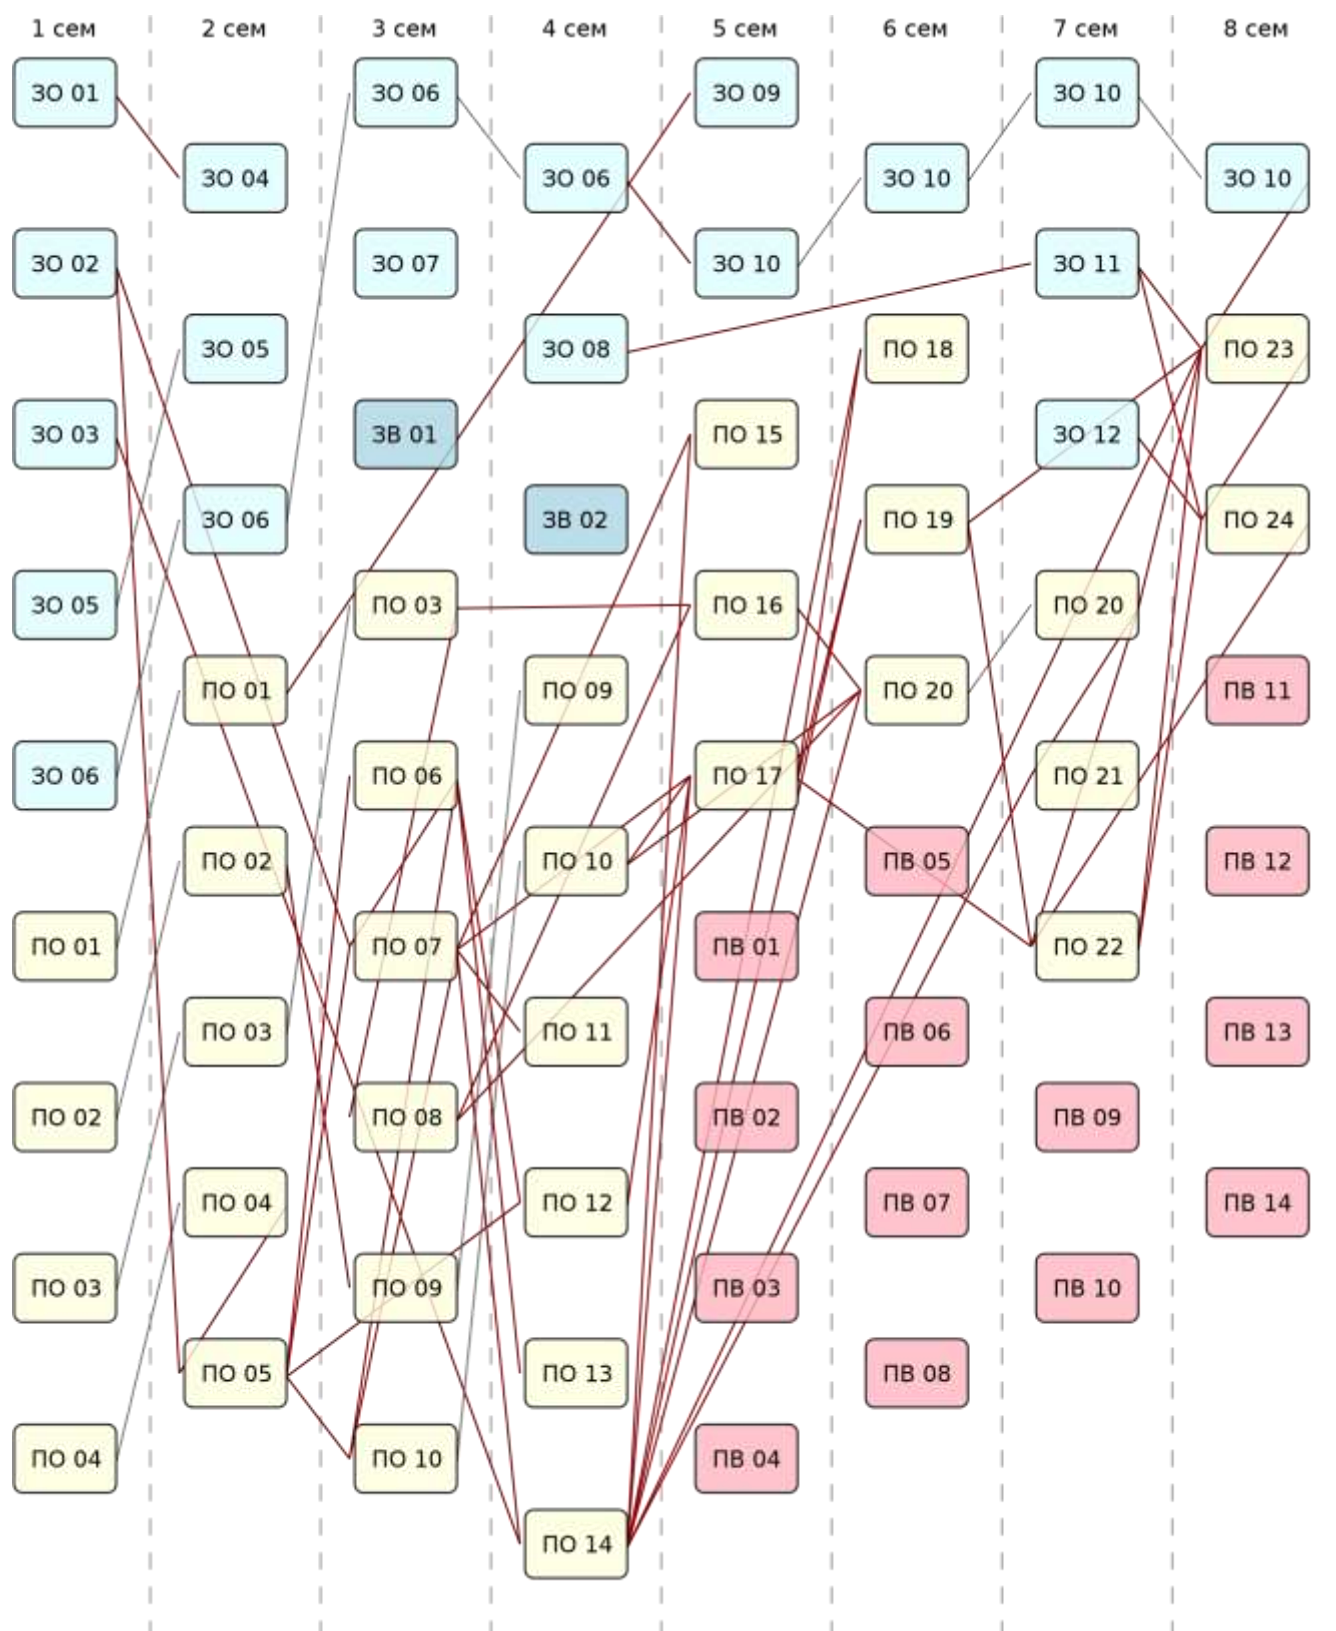 1 сем 2 сем 3 сем 4 сем 5 сем 6 сем 7 сем 8 сем
ЗО 01 ЗО 06 ЗО 09 ЗО 10
ЗО 04 ЗО 06 ЗО 10 ЗО 10
ЗО 02 ЗО 07 ЗО 10 ЗО 11
ЗО 05 ЗО 08 ПО 18 ПО 23
ЗО 03 ЗВ 01 ПО 15 ЗО 12
ЗО 06 ЗВ 02 ПО 19 ПО 24
ЗО 05 ПО 03 ПО 16 ПО 20
ПО 01 ПО 09 ПО 20 ПВ 11
ЗО 06 ПО 06 ПО 17 ПО 21
ПО 02 ПО 10 ПВ 05 ПВ 12
ПО 01 ПО 07 ПВ 01 ПО 22
ПО 03 ПО 11 ПВ 06 ПВ 13
ПО 02 ПО 08 ПВ 02 ПВ 09
ПО 04 ПО 12 ПВ 07 ПВ 14
ПО 03 ПО 09 ПВ 03 ПВ 10
ПО 05 ПО 13 ПВ 08
ПО 04 ПО 10 ПВ 04
ПО 14